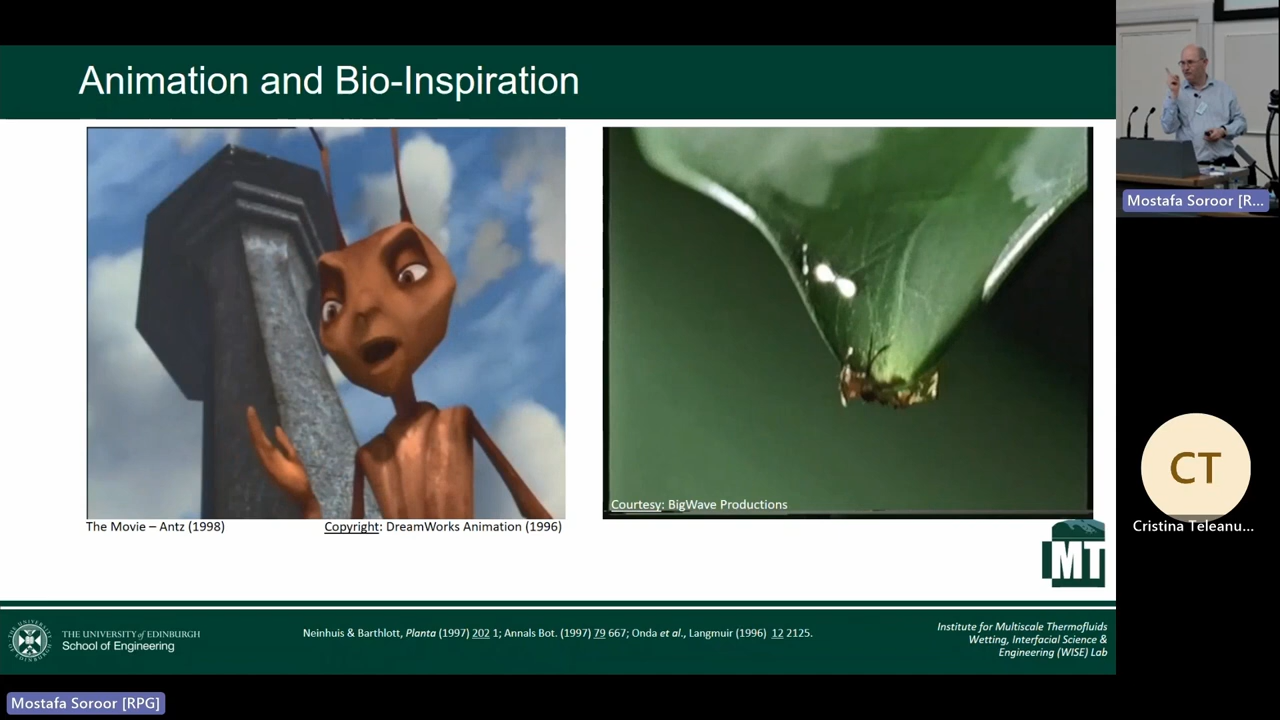 Animation and Bio-Inspiration
Mostafa Soroor [R...
Courtesy: BigWave Productions
The Movie – Antz (1998)
Copyright: DreamWorks Animation (1996)
CT
Cristina Teleanu...
MT
THE UNIVERSITY of EDINBURGH
School of Engineering
Neinhuis & Barthlott, Planta (1997) 202 1; Annals Bot. (1997) 79 667; Onda et al., Langmuir (1996) 12 2125.
Institute for Multiscale Thermofluids
Wetting, Interfacial Science &
Engineering (WISE) Lab
Mostafa Soroor [RPG]